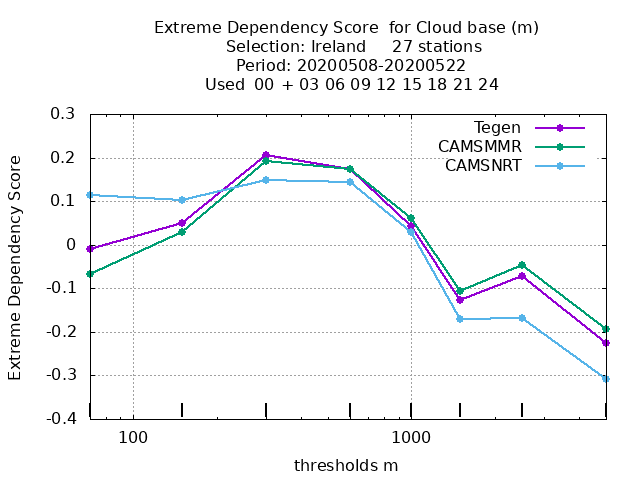 Extreme Dependency Score  for Cloud base (m)
Selection: Ireland     27 stations
Period: 20200508-20200522
Used  00 + 03 06 09 12 15 18 21 24
Extreme Dependency Score
0.3
0.2
0.1
0
-0.1
-0.2
-0.3
-0.4
Tegen
CAMSMMR
CAMSNRT
100
1000
thresholds m